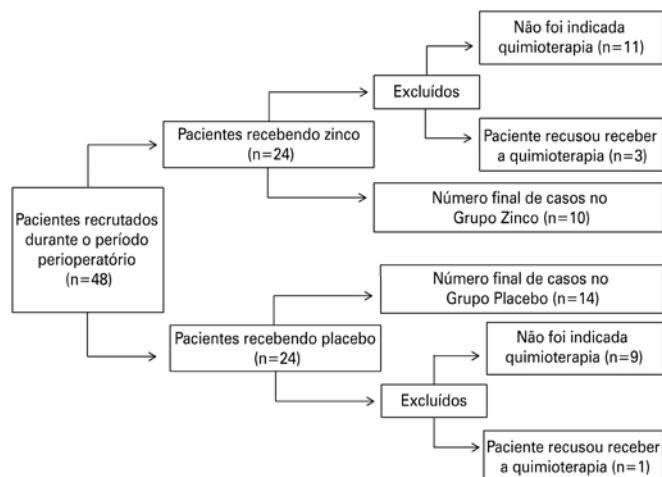 Não foi indicada
quimioterapia (n=11)
Excluídos
Pacientes recebendo zinco
(n=24)
Paciente recusou receber
a quimioterapia (n=3)
Pacientes recrutados
durante o período
perioperatório
(n=48)
Número final de casos no
Grupo Zinco (n=10)
Número final de casos no
Grupo Placebo (n=14)
Pacientes recebendo placebo
(n=24)
Não foi indicada
quimioterapia (n=9)
Excluídos
Paciente recusou receber
a quimioterapia (n=1)